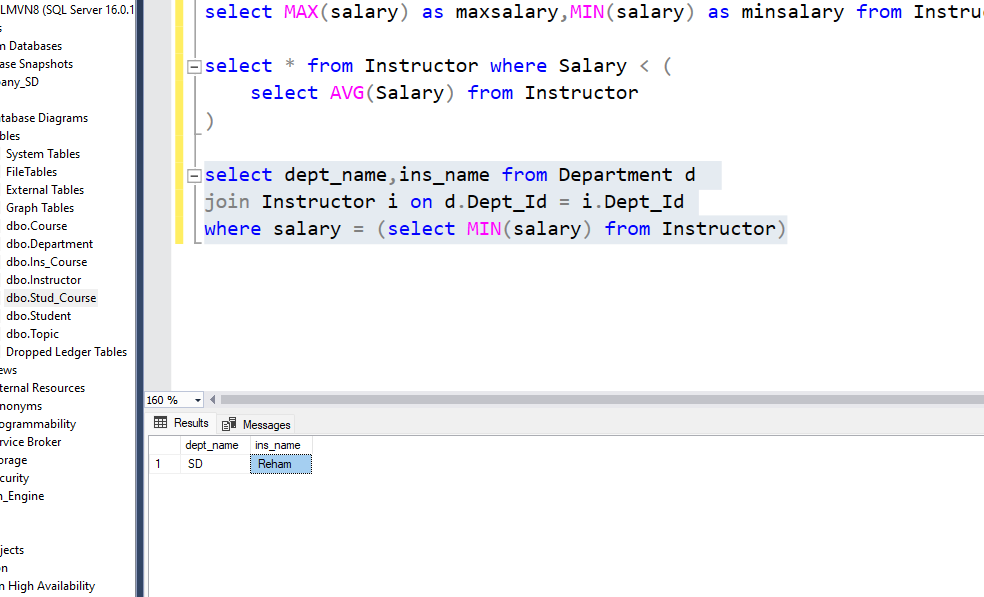 LMVN8 (SQL Server 16.0.1
s
m Databases
ase Snapshots
any_SD
tabase Diagrams
bles
System Tables
FileTables
External Tables
Graph Tables
dbo.Course
dbo.Department
dbo.Ins_Course
dbo.Instructor
dbo.Stud_Course
dbo.Student
dbo.Topic
Dropped Ledger Tables
ews
ternal Resources
nonyms
ogrammability
rvice Broker
orage
curity
n_Engine
jects
on
n High Availability
select MAX(salary) as maxsalary,MIN(salary) as minsalary from Instruc
select * from Instructor where Salary < (
select AVG(Salary) from Instructor
)
select dept_name,ins_name from Department d
join Instructor i on d.Dept_Id = i.Dept_Id
where salary = (select MIN(salary) from Instructor)
160 %
Results Messages
dept_name ins_name
1 SD Reham